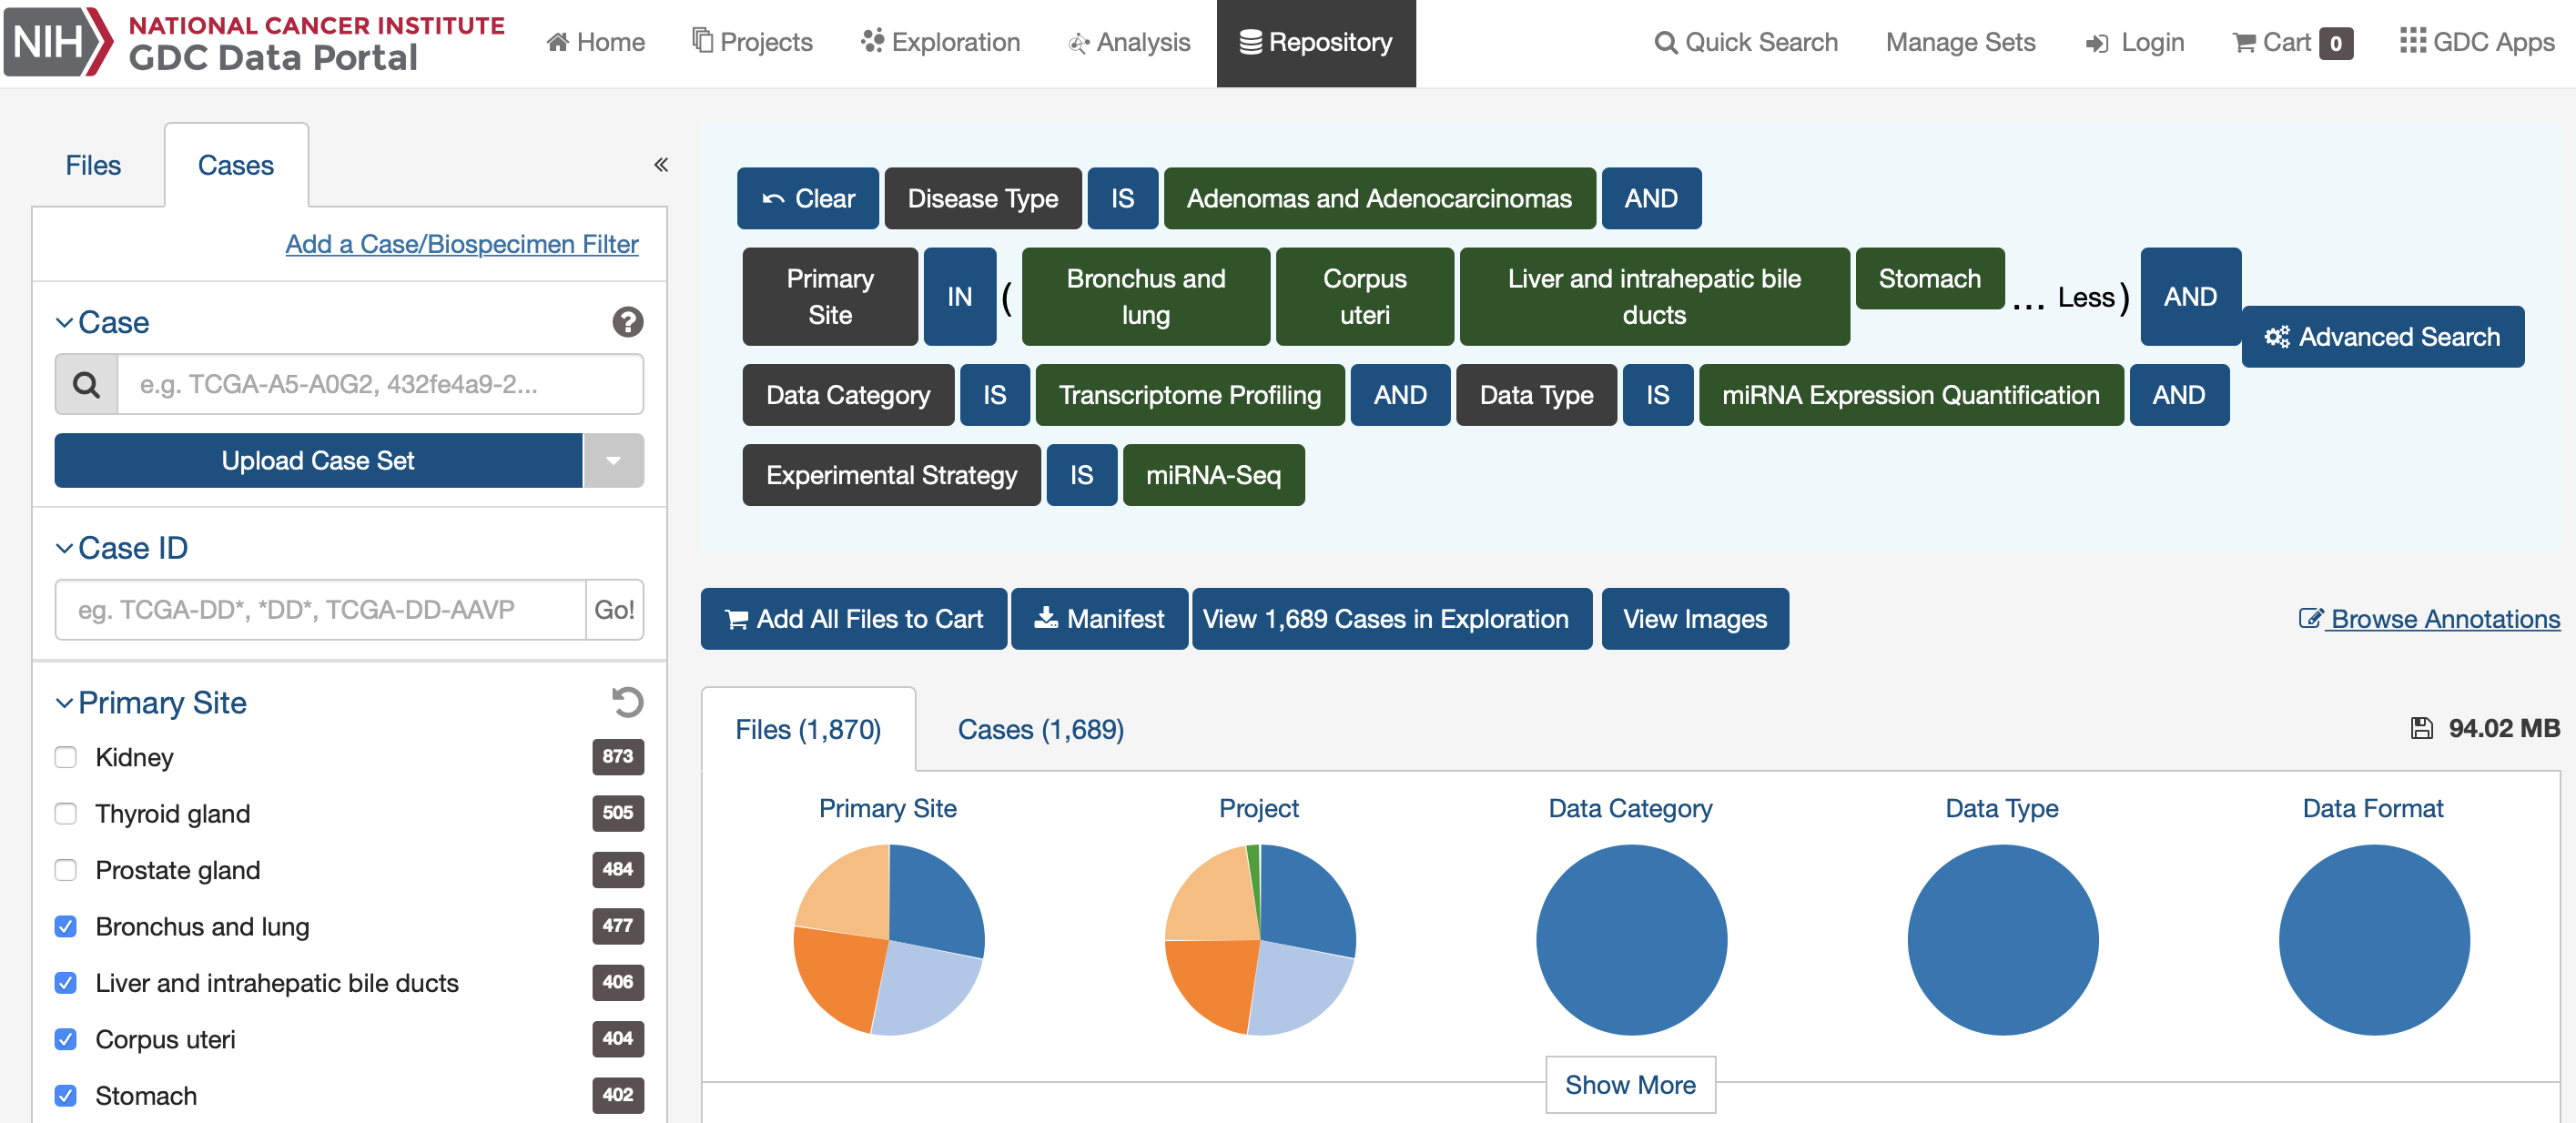 NIH NATIONAL CANCER INSTITUTE
GDC Data Portal
Home Projects Exploration Analysis Repository Quick Search Manage Sets Login Cart 0 GDC Apps
Files Cases «
Add a Case/Biospecimen Filter
Case ?
e.g. TCGA-A5-A0G2, 432fe4a9-2...
Upload Case Set
Case ID
eg. TCGA-DD*, *DD*, TCGA-DD-AAVP Go!
Primary Site
Kidney 873
Thyroid gland 505
Prostate gland 484
Bronchus and lung 477
Liver and intrahepatic bile ducts 406
Corpus uteri 404
Stomach 402
Clear Disease Type IS Adenomas and Adenocarcinomas AND
Primary Site IN ( Bronchus and lung Corpus uteri Liver and intrahepatic bile ducts Stomach ... Less ) AND
Advanced Search
Data Category IS Transcriptome Profiling AND Data Type IS miRNA Expression Quantification AND
Experimental Strategy IS miRNA-Seq
Add All Files to Cart Manifest View 1,689 Cases in Exploration View Images Browse Annotations
Files (1,870) Cases (1,689) 94.02 MB
Primary Site Project Data Category Data Type Data Format
Show More